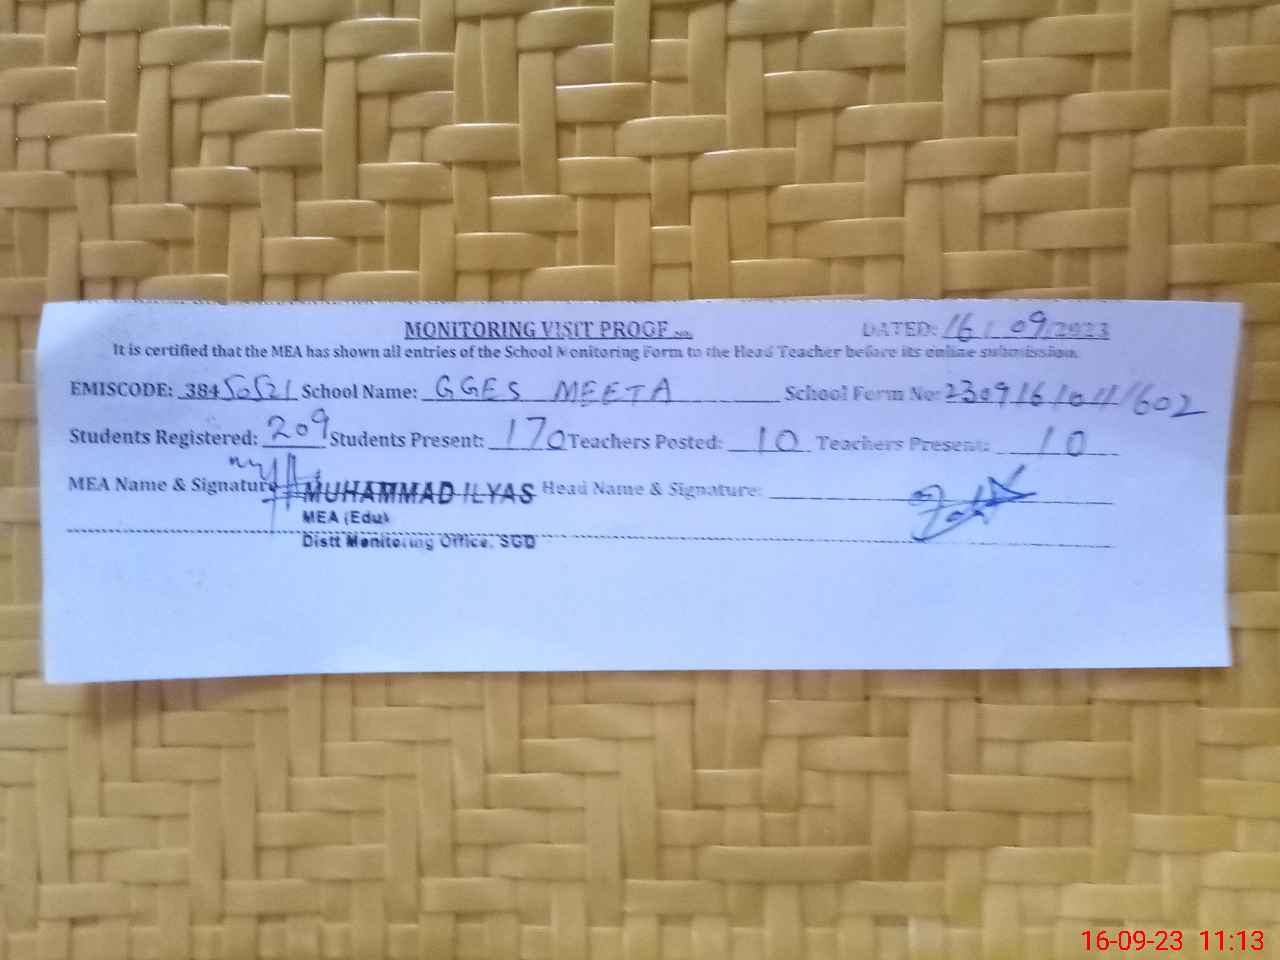 MONITORING VISIT PROOF DATED: 16/09/2023
It is certified that the MEA has shown all entries of the School Monitoring Form to the Head Teacher before its online submission.
EMISCODE: 38450521 School Name: GGES MEETA School Form No: 230916/011/602
Students Registered: 209 Students Present: 170 Teachers Posted: 10 Teachers Present: 10
MEA Name & Signature MUHAMMAD ILYAS Head Name & Signature:
MEA (Edu)
Distt Monitoring Office, SGD
16-09-23 11:13